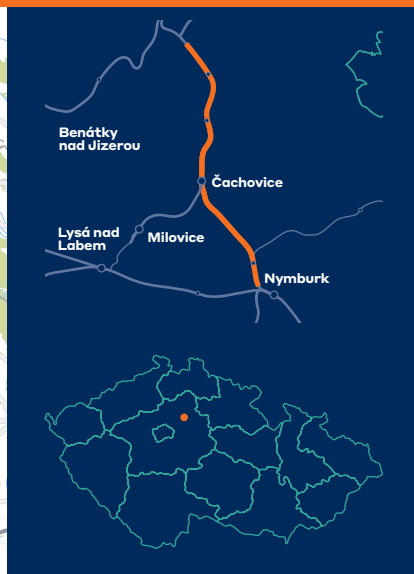 Benátky
nad Jizerou
Čachovice
Lysá nad
Labem
Milovice
Nymburk